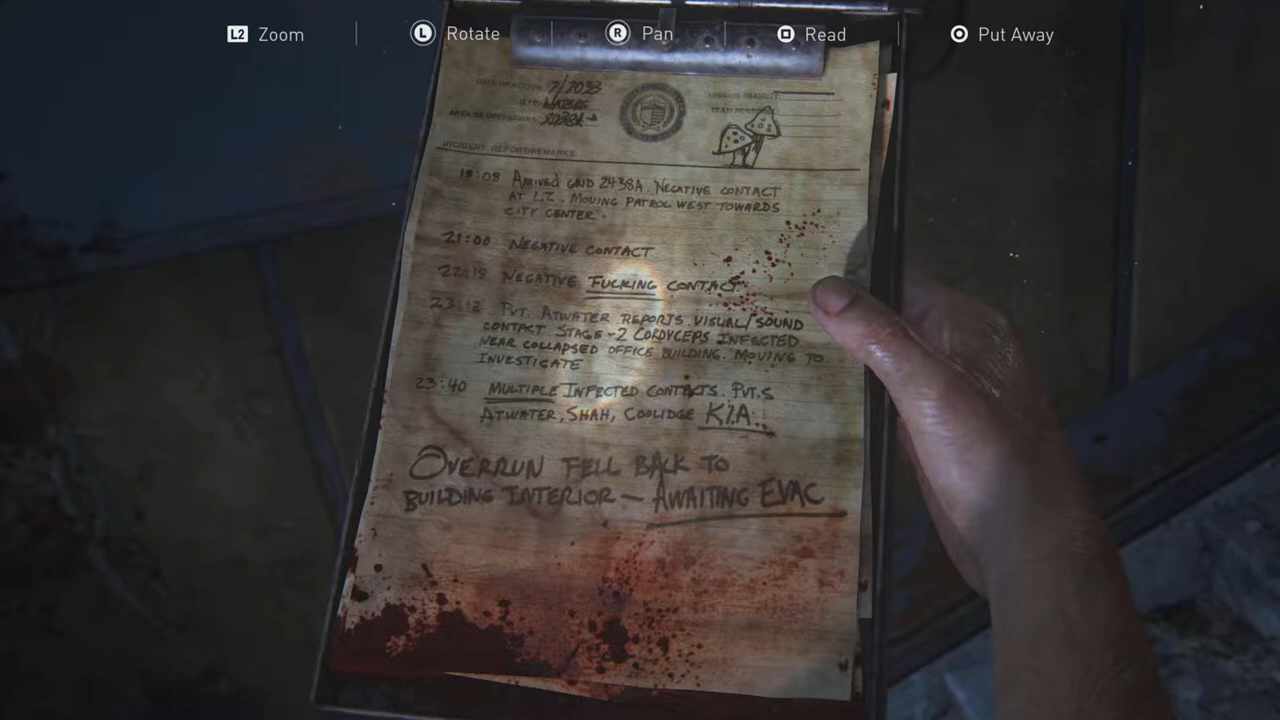 L2 Zoom
L Rotate
R Pan
Read
Put Away
DATE OF ACTION: 7/2033
AREA OF OPERATION:
INCIDENT REPORT/REMARKS
18:08 ARRIVED GRID 2438A. NEGATIVE CONTACT
AT L.Z. MOVING PATROL WEST TOWARDS
CITY CENTER.
21:00 NEGATIVE CONTACT
22:18 NEGATIVE FUCKING CONTACT
23:12 PVT. ATWATER REPORTS VISUAL/SOUND
CONTACT STAGE-2 CORDYCEPS INFECTED
NEAR COLLAPSED OFFICE BUILDING. MOVING TO
INVESTIGATE
23:40 MULTIPLE INFECTED CONTACTS. PVT.S
ATWATER, SHAH, COOLIDGE K.I.A.
OVERRUN FELL BACK TO
BUILDING INTERIOR — AWAITING EVAC